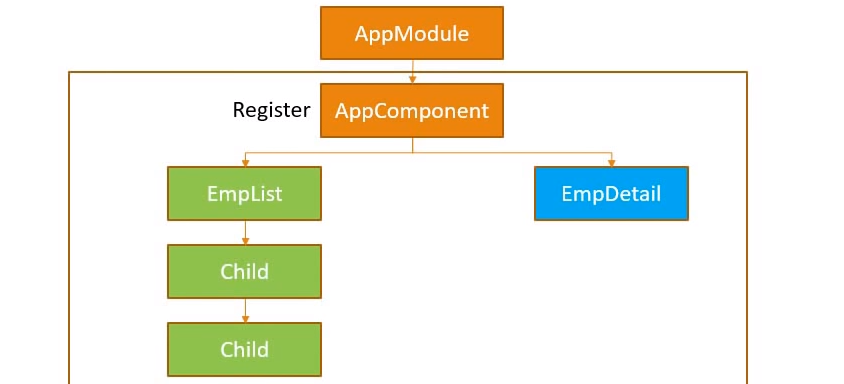 AppModule
Register
AppComponent
EmpList
EmpDetail
Child
Child